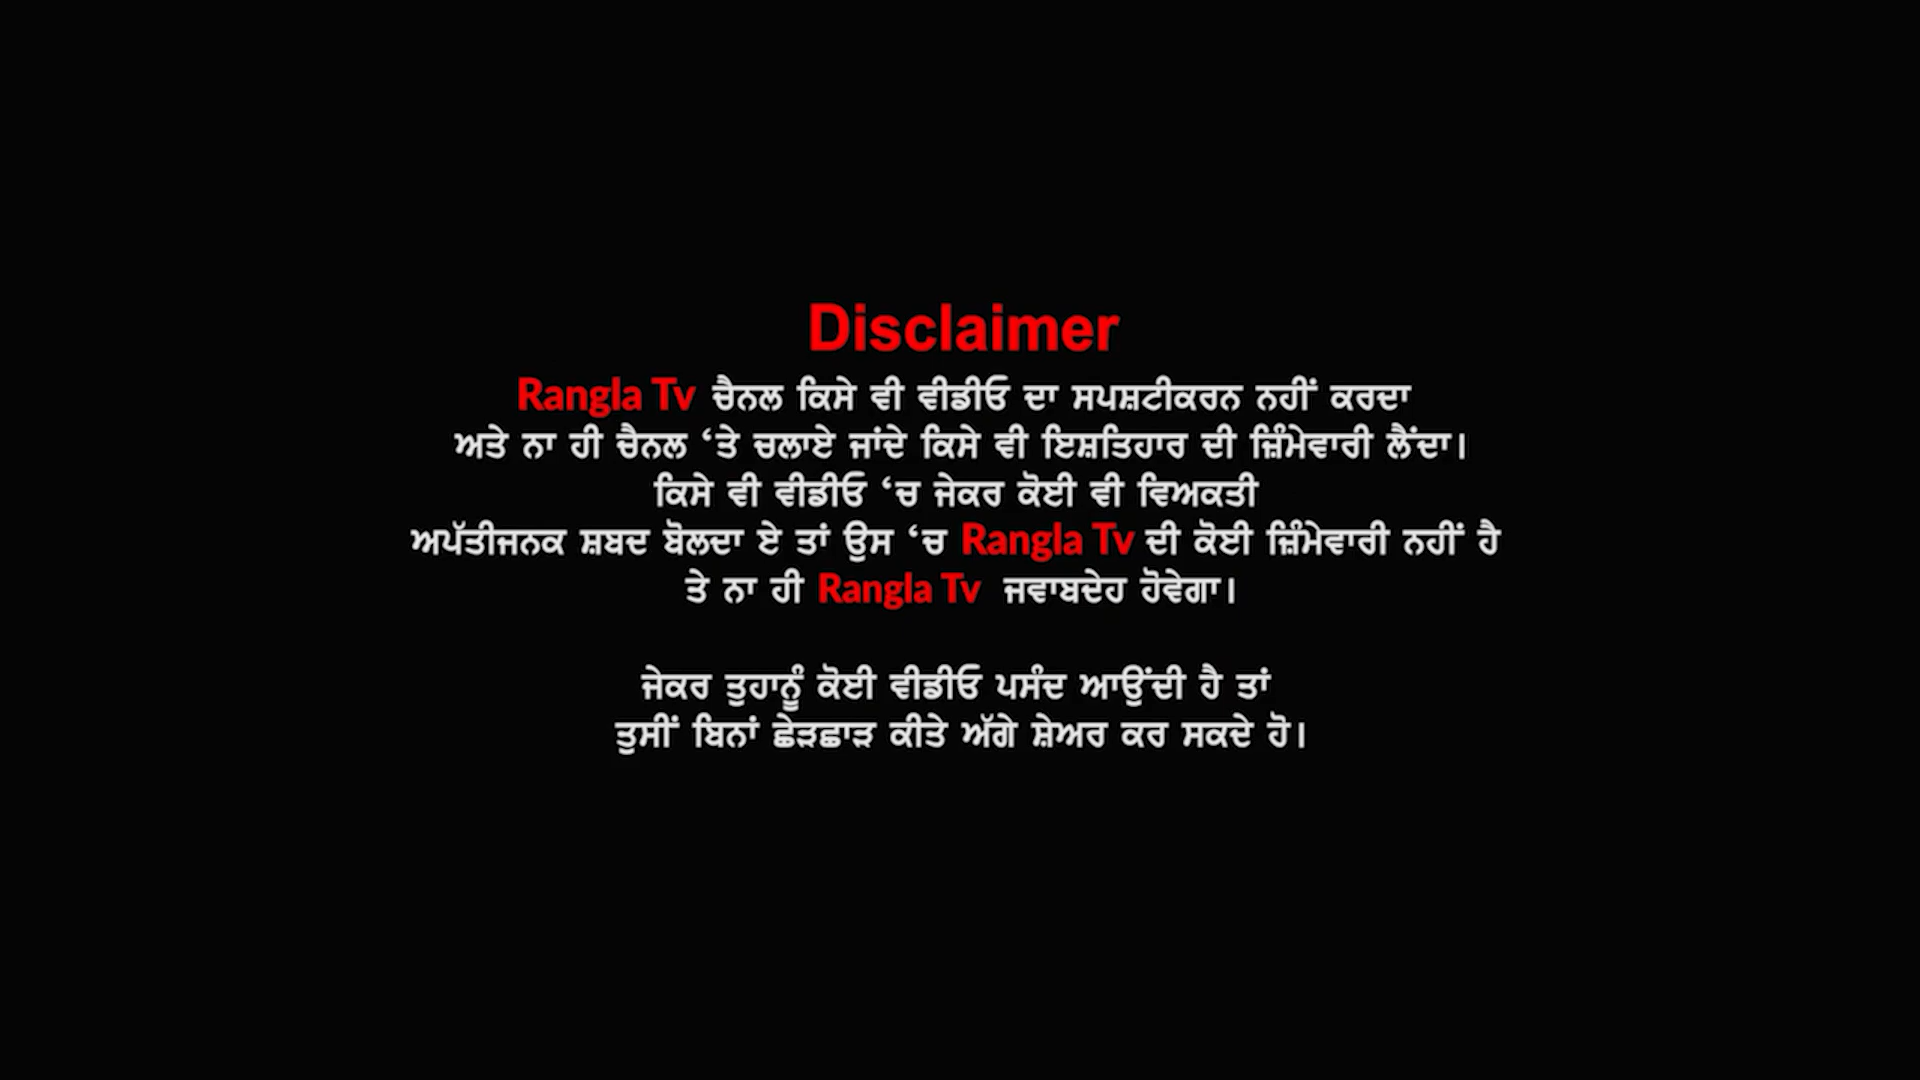 Disclaimer
Rangla Tv ਚੈਨਲ ਕਿਸੇ ਵੀ ਵੀਡੀਓ ਦਾ ਸਪਸ਼ਟੀਕਰਨ ਨਹੀਂ ਕਰਦਾ
ਅਤੇ ਨਾ ਹੀ ਚੈਨਲ ‘ਤੇ ਚਲਾਏ ਜਾਂਦੇ ਕਿਸੇ ਵੀ ਇਸ਼ਤਿਹਾਰ ਦੀ ਜ਼ਿੰਮੇਵਾਰੀ ਲੈਂਦਾ।
ਕਿਸੇ ਵੀ ਵੀਡੀਓ ‘ਚ ਜੇਕਰ ਕੋਈ ਵੀ ਵਿਅਕਤੀ
ਅਪੱਤੀਜਨਕ ਸ਼ਬਦ ਬੋਲਦਾ ਏ ਤਾਂ ਉਸ ‘ਚ Rangla Tv ਦੀ ਕੋਈ ਜ਼ਿੰਮੇਵਾਰੀ ਨਹੀਂ ਹੈ
ਤੇ ਨਾ ਹੀ Rangla Tv ਜਵਾਬਦੇਹ ਹੋਵੇਗਾ।
ਜੇਕਰ ਤੁਹਾਨੂੰ ਕੋਈ ਵੀਡੀਓ ਪਸੰਦ ਆਉਂਦੀ ਹੈ ਤਾਂ
ਤੁਸੀਂ ਬਿਨਾਂ ਛੇੜਛਾੜ ਕੀਤੇ ਅੱਗੇ ਸ਼ੇਅਰ ਕਰ ਸਕਦੇ ਹੋ।